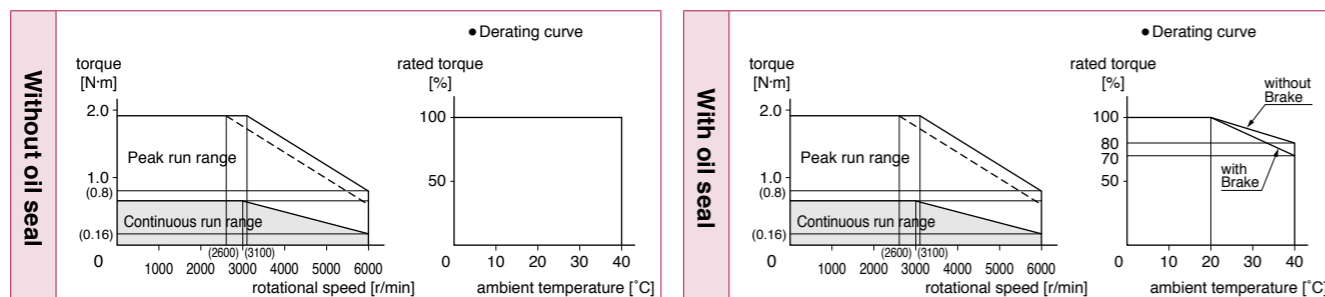 Without oil seal
● Derating curve
torque
[N·m]
rated torque
[%]
2.0
Peak run range
1.0
(0.8)
Continuous run range
(0.16)
0
(2600)
(3100)
1000 2000 3000 4000 5000 6000
rotational speed [r/min]
100
50
0 10 20 30 40
ambient temperature [˚C]
With oil seal
● Derating curve
torque
[N·m]
rated torque
[%]
2.0
Peak run range
1.0
(0.8)
Continuous run range
(0.16)
0
(2600)
(3100)
1000 2000 3000 4000 5000 6000
rotational speed [r/min]
without
Brake
100
80
70
with
Brake
50
0 10 20 30 40
ambient temperature [˚C]